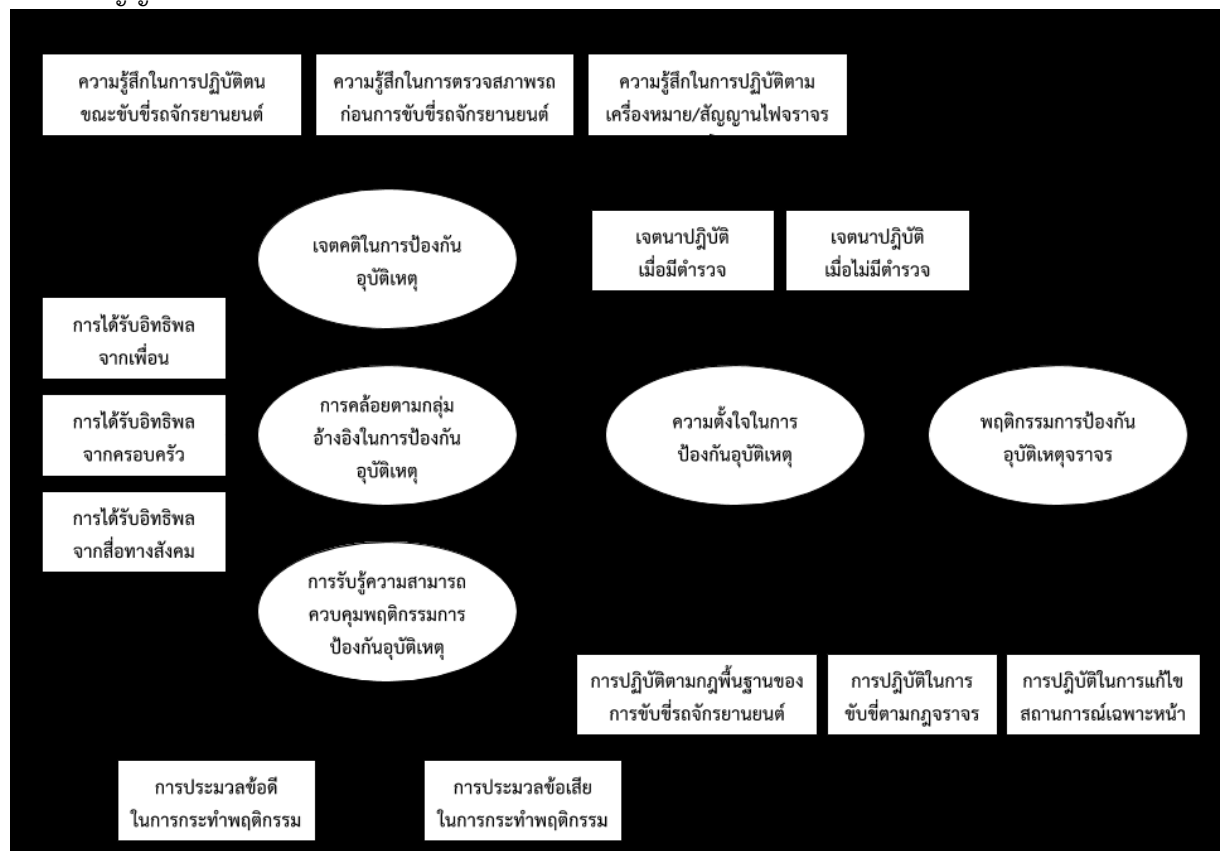 ความรู้สึกในการปฏิบัติตน
ขณะขับขี่รถจักรยานยนต์
ความรู้สึกในการตรวจสภาพรถ
ก่อนการขับขี่รถจักรยานยนต์
ความรู้สึกในการปฏิบัติตาม
เครื่องหมาย/สัญญานไฟจราจร
เจตคติในการป้องกัน
อุบัติเหตุ
เจตนาปฎิบัติ
เมื่อมีตำรวจ
เจตนาปฎิบัติ
เมื่อไม่มีตำรวจ
การได้รับอิทธิพล
จากเพื่อน
การได้รับอิทธิพล
จากครอบครัว
การได้รับอิทธิพล
จากสื่อทางสังคม
การคล้อยตามกลุ่ม
อ้างอิงในการป้องกัน
อุบัติเหตุ
ความตั้งใจในการ
ป้องกันอุบัติเหตุ
พฤติกรรมการป้องกัน
อุบัติเหตุจราจร
การรับรู้ความสามารถ
ควบคุมพฤติกรรมการ
ป้องกันอุบัติเหตุ
การปฏิบัติตามกฎพื้นฐานของ
การขับขี่รถจักรยานยนต์
การปฎิบัติในการ
ขับขี่ตามกฎจราจร
การปฎิบัติในการแก้ไข
สถานการณ์เฉพาะหน้า
การประมวลข้อดี
ในการกระทำพฤติกรรม
การประมวลข้อเสีย
ในการกระทำพฤติกรรม